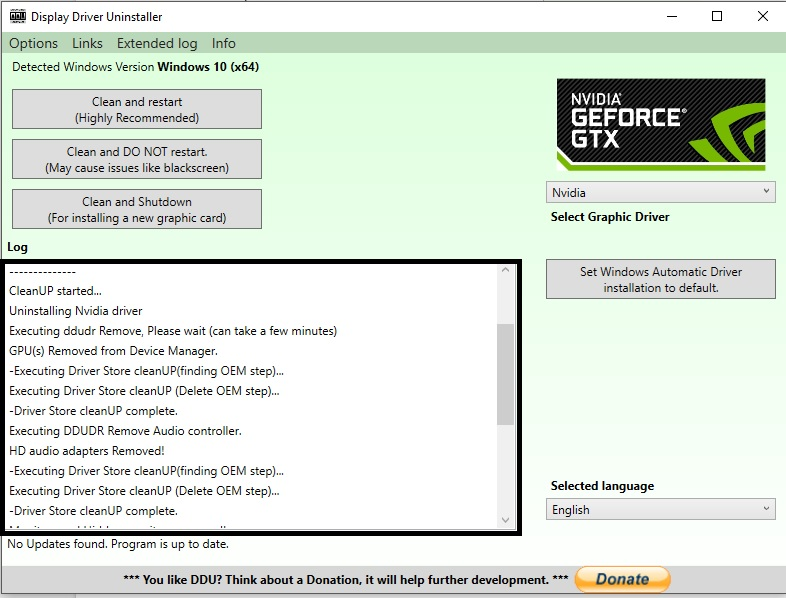 Display Driver Uninstaller
Options Links Extended log Info
Detected Windows Version Windows 10 (x64)
Clean and restart
(Highly Recommended)
Clean and DO NOT restart.
(May cause issues like blackscreen)
Clean and Shutdown
(For installing a new graphic card)
NVIDIA
GEFORCE®
GTX
Nvidia
Select Graphic Driver
Set Windows Automatic Driver
installation to default.
Log
--------------
CleanUP started...
Uninstalling Nvidia driver
Executing ddudr Remove, Please wait (can take a few minutes)
GPU(s) Removed from Device Manager.
-Executing Driver Store cleanUP(finding OEM step)...
Executing Driver Store cleanUP (Delete OEM step)...
-Driver Store cleanUP complete.
Executing DDUDR Remove Audio controller.
HD audio adapters Removed!
-Executing Driver Store cleanUP(finding OEM step)...
Executing Driver Store cleanUP (Delete OEM step)...
-Driver Store cleanUP complete.
Selected language
English
No Updates found. Program is up to date.
*** You like DDU? Think about a Donation, it will help further development. ***
Donate